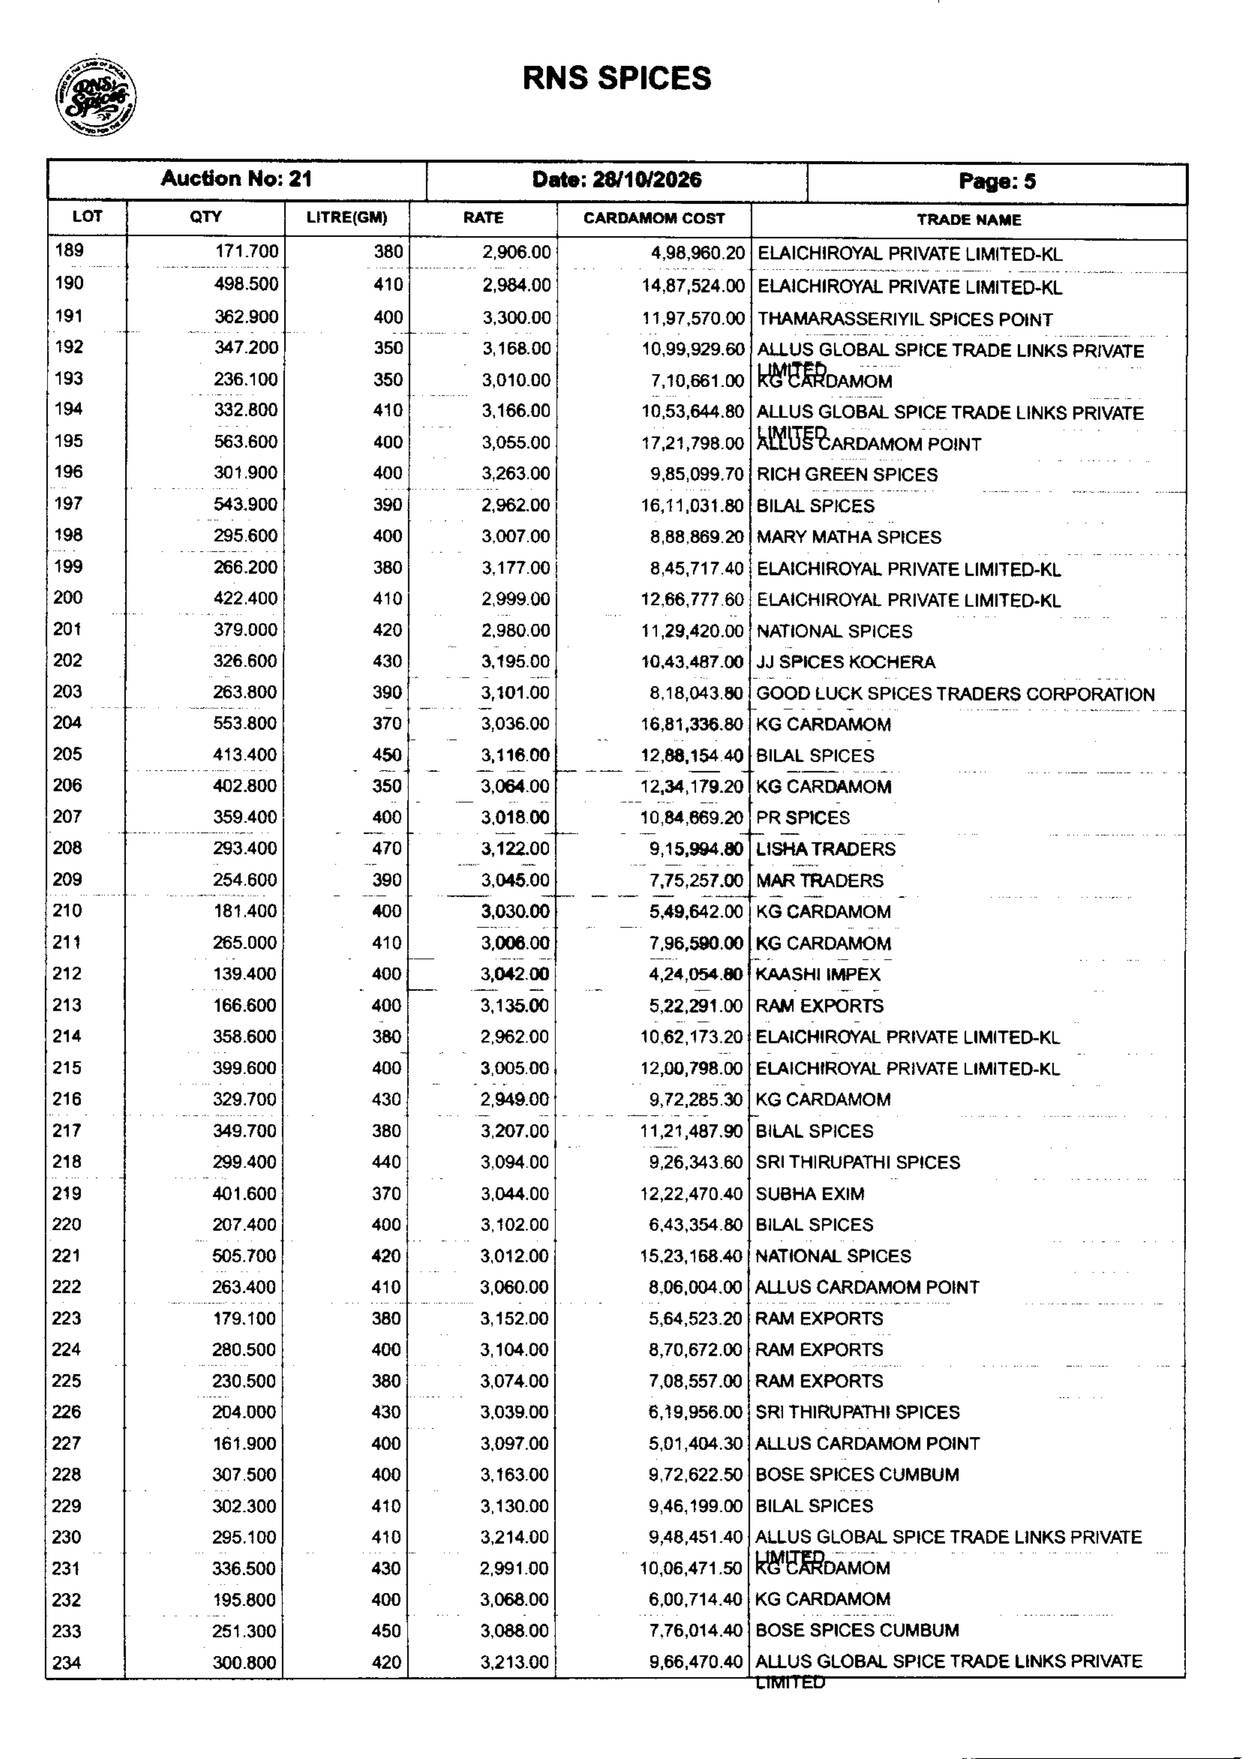 RNS SPICES
RNS
Spices
Auction No: 21 Date: 28/10/2026 Page: 5
LOT QTY LITRE(GM) RATE CARDAMOM COST TRADE NAME
189 171.700 380 2,906.00 4,98,960.20 ELAICHIROYAL PRIVATE LIMITED-KL
190 498.500 410 2,984.00 14,87,524.00 ELAICHIROYAL PRIVATE LIMITED-KL
191 362.900 400 3,300.00 11,97,570.00 THAMARASSERIYIL SPICES POINT
192 347.200 350 3,168.00 10,99,929.60 ALLUS GLOBAL SPICE TRADE LINKS PRIVATE
LIMITED
193 236.100 350 3,010.00 7,10,661.00 KG CARDAMOM
194 332.800 410 3,166.00 10,53,644.80 ALLUS GLOBAL SPICE TRADE LINKS PRIVATE
LIMITED
195 563.600 400 3,055.00 17,21,798.00 ALLUS CARDAMOM POINT
196 301.900 400 3,263.00 9,85,099.70 RICH GREEN SPICES
197 543.900 390 2,962.00 16,11,031.80 BILAL SPICES
198 295.600 400 3,007.00 8,88,869.20 MARY MATHA SPICES
199 266.200 380 3,177.00 8,45,717.40 ELAICHIROYAL PRIVATE LIMITED-KL
200 422.400 410 2,999.00 12,66,777.60 ELAICHIROYAL PRIVATE LIMITED-KL
201 379.000 420 2,980.00 11,29,420.00 NATIONAL SPICES
202 326.600 430 3,195.00 10,43,487.00 JJ SPICES KOCHERA
203 263.800 390 3,101.00 8,18,043.80 GOOD LUCK SPICES TRADERS CORPORATION
204 553.800 370 3,036.00 16,81,336.80 KG CARDAMOM
205 413.400 450 3,116.00 12,88,154.40 BILAL SPICES
206 402.800 350 3,064.00 12,34,179.20 KG CARDAMOM
207 359.400 400 3,018.00 10,84,669.20 PR SPICES
208 293.400 470 3,122.00 9,15,994.80 LISHA TRADERS
209 254.600 390 3,045.00 7,75,257.00 MAR TRADERS
210 181.400 400 3,030.00 5,49,642.00 KG CARDAMOM
211 265.000 410 3,006.00 7,96,590.00 KG CARDAMOM
212 139.400 400 3,042.00 4,24,054.80 KAASHI IMPEX
213 166.600 400 3,135.00 5,22,291.00 RAM EXPORTS
214 358.600 380 2,962.00 10,62,173.20 ELAICHIROYAL PRIVATE LIMITED-KL
215 399.600 400 3,005.00 12,00,798.00 ELAICHIROYAL PRIVATE LIMITED-KL
216 329.700 430 2,949.00 9,72,285.30 KG CARDAMOM
217 349.700 380 3,207.00 11,21,487.90 BILAL SPICES
218 299.400 440 3,094.00 9,26,343.60 SRI THIRUPATHI SPICES
219 401.600 370 3,044.00 12,22,470.40 SUBHA EXIM
220 207.400 400 3,102.00 6,43,354.80 BILAL SPICES
221 505.700 420 3,012.00 15,23,168.40 NATIONAL SPICES
222 263.400 410 3,060.00 8,06,004.00 ALLUS CARDAMOM POINT
223 179.100 380 3,152.00 5,64,523.20 RAM EXPORTS
224 280.500 400 3,104.00 8,70,672.00 RAM EXPORTS
225 230.500 380 3,074.00 7,08,557.00 RAM EXPORTS
226 204.000 430 3,039.00 6,19,956.00 SRI THIRUPATHI SPICES
227 161.900 400 3,097.00 5,01,404.30 ALLUS CARDAMOM POINT
228 307.500 400 3,163.00 9,72,622.50 BOSE SPICES CUMBUM
229 302.300 410 3,130.00 9,46,199.00 BILAL SPICES
230 295.100 410 3,214.00 9,48,451.40 ALLUS GLOBAL SPICE TRADE LINKS PRIVATE
LIMITED
231 336.500 430 2,991.00 10,06,471.50 KG CARDAMOM
232 195.800 400 3,068.00 6,00,714.40 KG CARDAMOM
233 251.300 450 3,088.00 7,76,014.40 BOSE SPICES CUMBUM
234 300.800 420 3,213.00 9,66,470.40 ALLUS GLOBAL SPICE TRADE LINKS PRIVATE
LIMITED